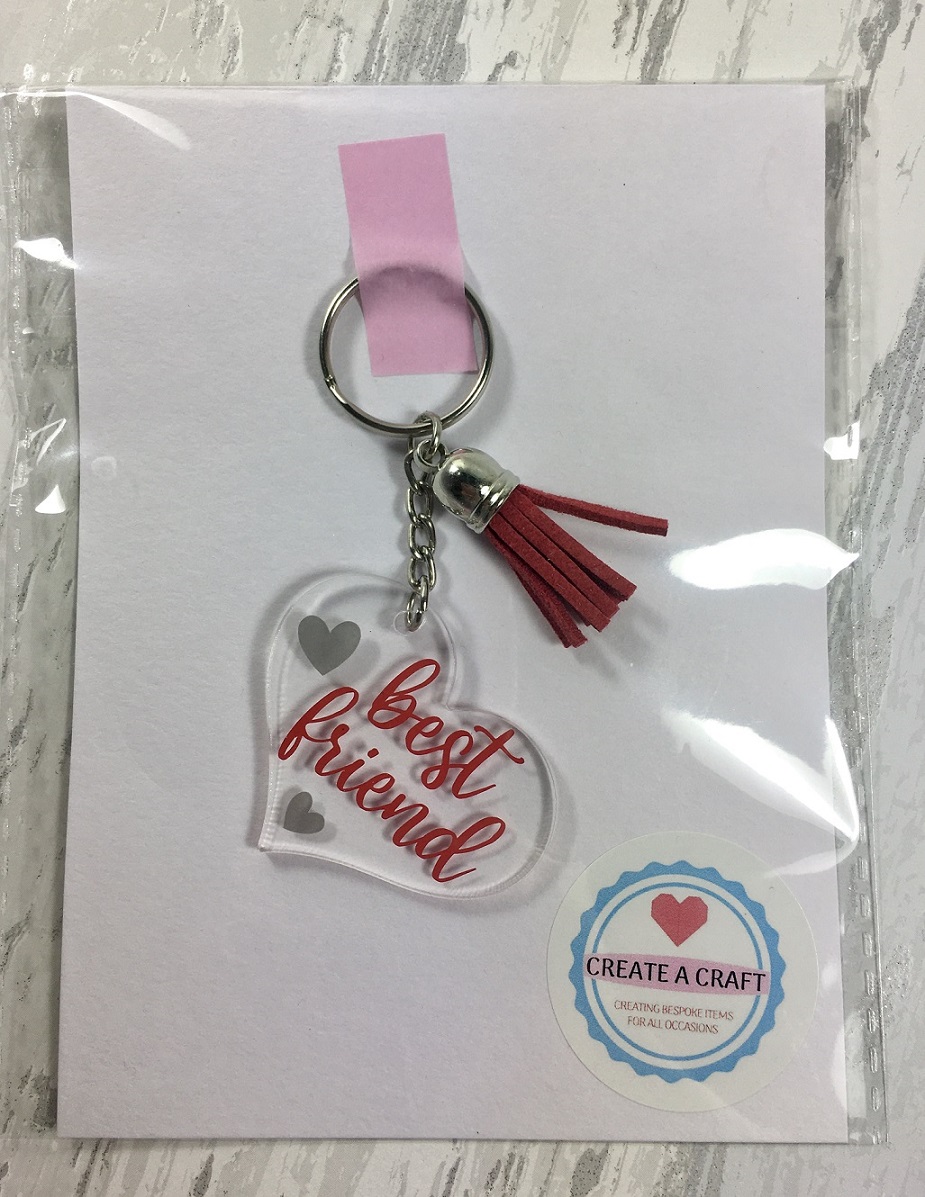 best
friend
CREATE A CRAFT
CREATING BESPOKE ITEMS
FOR ALL OCCASIONS